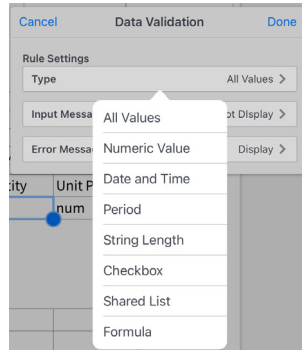 Cancel Data Validation Done
Rule Settings
Type All Values >
Input Messa ot Display >
Error Messa Display >
All Values
Numeric Value
Date and Time
Period
String Length
Checkbox
Shared List
Formula
tity Unit P
num